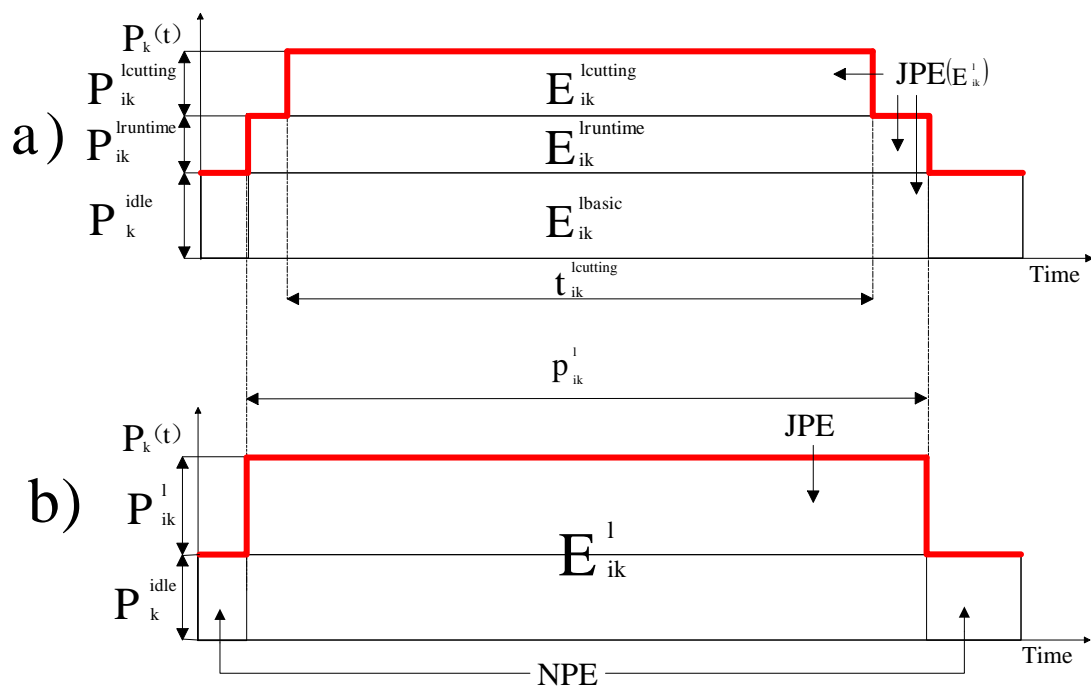 P_k(t)
P_ik^lcutting
E_ik^lcutting
JPE(E_ik^l)
a)
P_ik^lruntime
E_ik^lruntime
P_k^idle
E_ik^lbasic
Time
t_ik^lcutting
p_ik^l
P_k(t)
JPE
b)
P_ik^l
E_ik^l
P_k^idle
Time
NPE